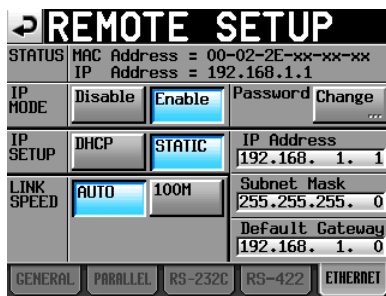 REMOTE SETUP
STATUS MAC Address = 00-02-2E-xx-xx-xx
IP Address = 192.168.1.1
IP MODE Disable Enable Password Change ...
IP SETUP DHCP STATIC IP Address
192.168. 1. 1
LINK SPEED AUTO 100M Subnet Mask
255.255.255. 0
Default Gateway
192.168. 1. 0
GENERAL PARALLEL RS-232C RS-422 ETHERNET